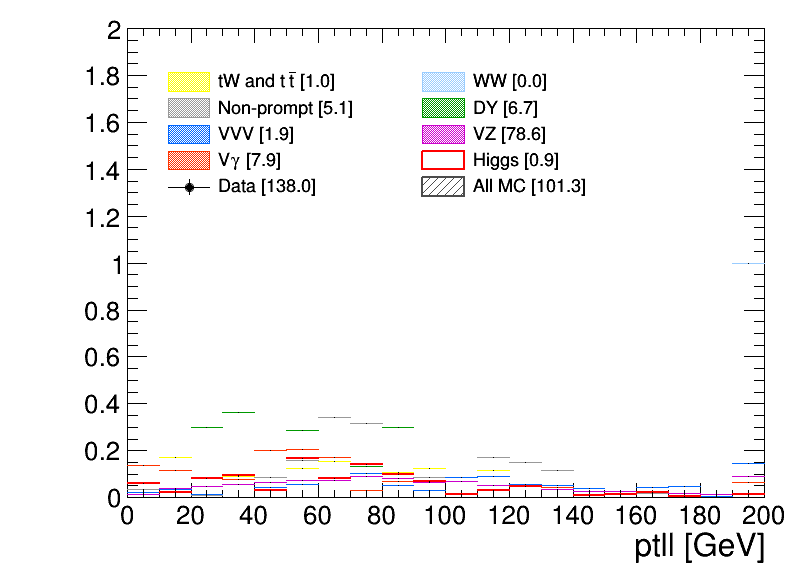 2
1.8
1.6
1.4
1.2
1
0.8
0.6
0.4
0.2
0
tW and t t̄ [1.0]
WW [0.0]
Non-prompt [5.1]
DY [6.7]
VVV [1.9]
VZ [78.6]
Vγ [7.9]
Higgs [0.9]
Data [138.0]
All MC [101.3]
0 20 40 60 80 100 120 140 160 180 200
ptll [GeV]